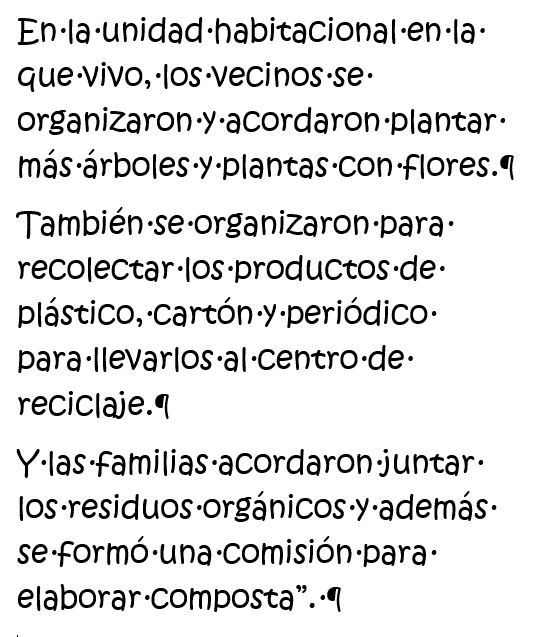 En·la·unidad·habitacional·en·la·
que·vivo,·los·vecinos·se·
organizaron·y·acordaron·plantar·
más·árboles·y·plantas·con·flores.¶
También·se·organizaron·para·
recolectar·los·productos·de·
plástico,·cartón·y·periódico·
para·llevarlos·al·centro·de·
reciclaje.¶
Y·las·familias·acordaron·juntar·
los·residuos·orgánicos·y·además·
se·formó·una·comisión·para·
elaborar·composta”.·¶